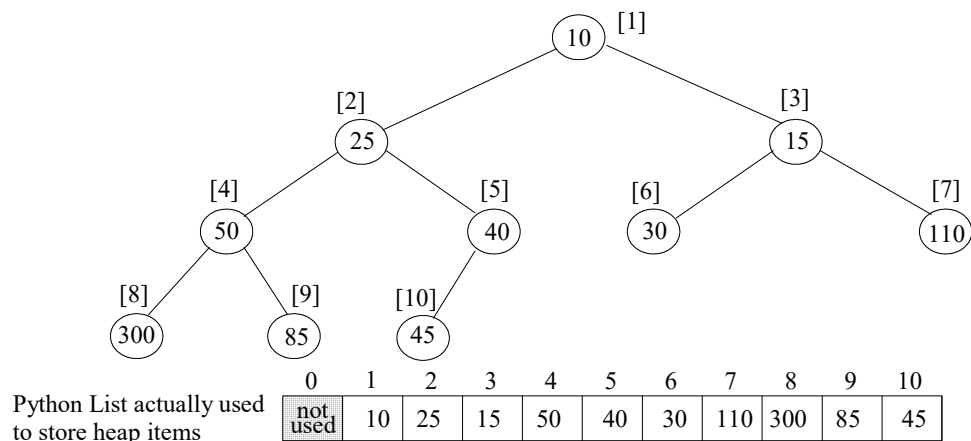 [1]
10
[2] [3]
25 15
[4] [5] [6] [7]
50 40 30 110
[8] [9] [10]
300 85 45
0 1 2 3 4 5 6 7 8 9 10
Python List actually used
to store heap items
not
used
10 25 15 50 40 30 110 300 85 45